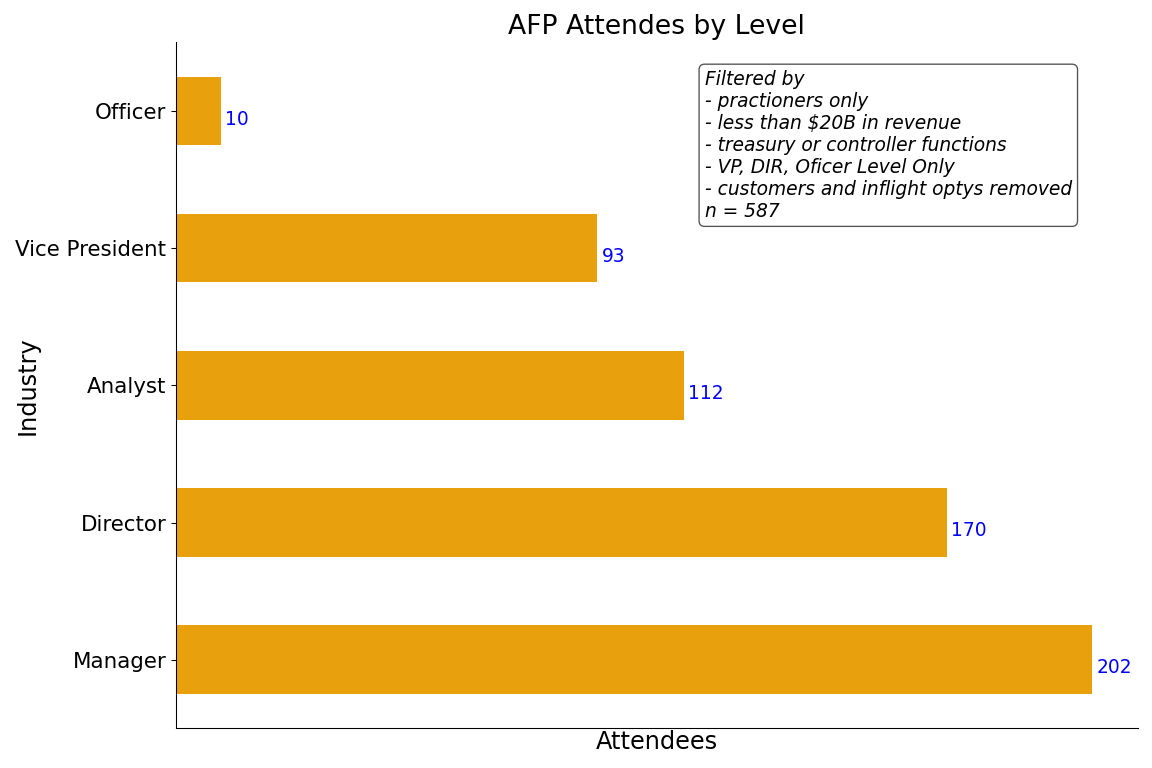 AFP Attendes by Level
Filtered by
- practioners only
- less than $20B in revenue
- treasury or controller functions
- VP, DIR, Oficer Level Only
- customers and inflight optys removed
n = 587
Industry
Officer
10
Vice President
93
Analyst
112
Director
170
Manager
202
Attendees